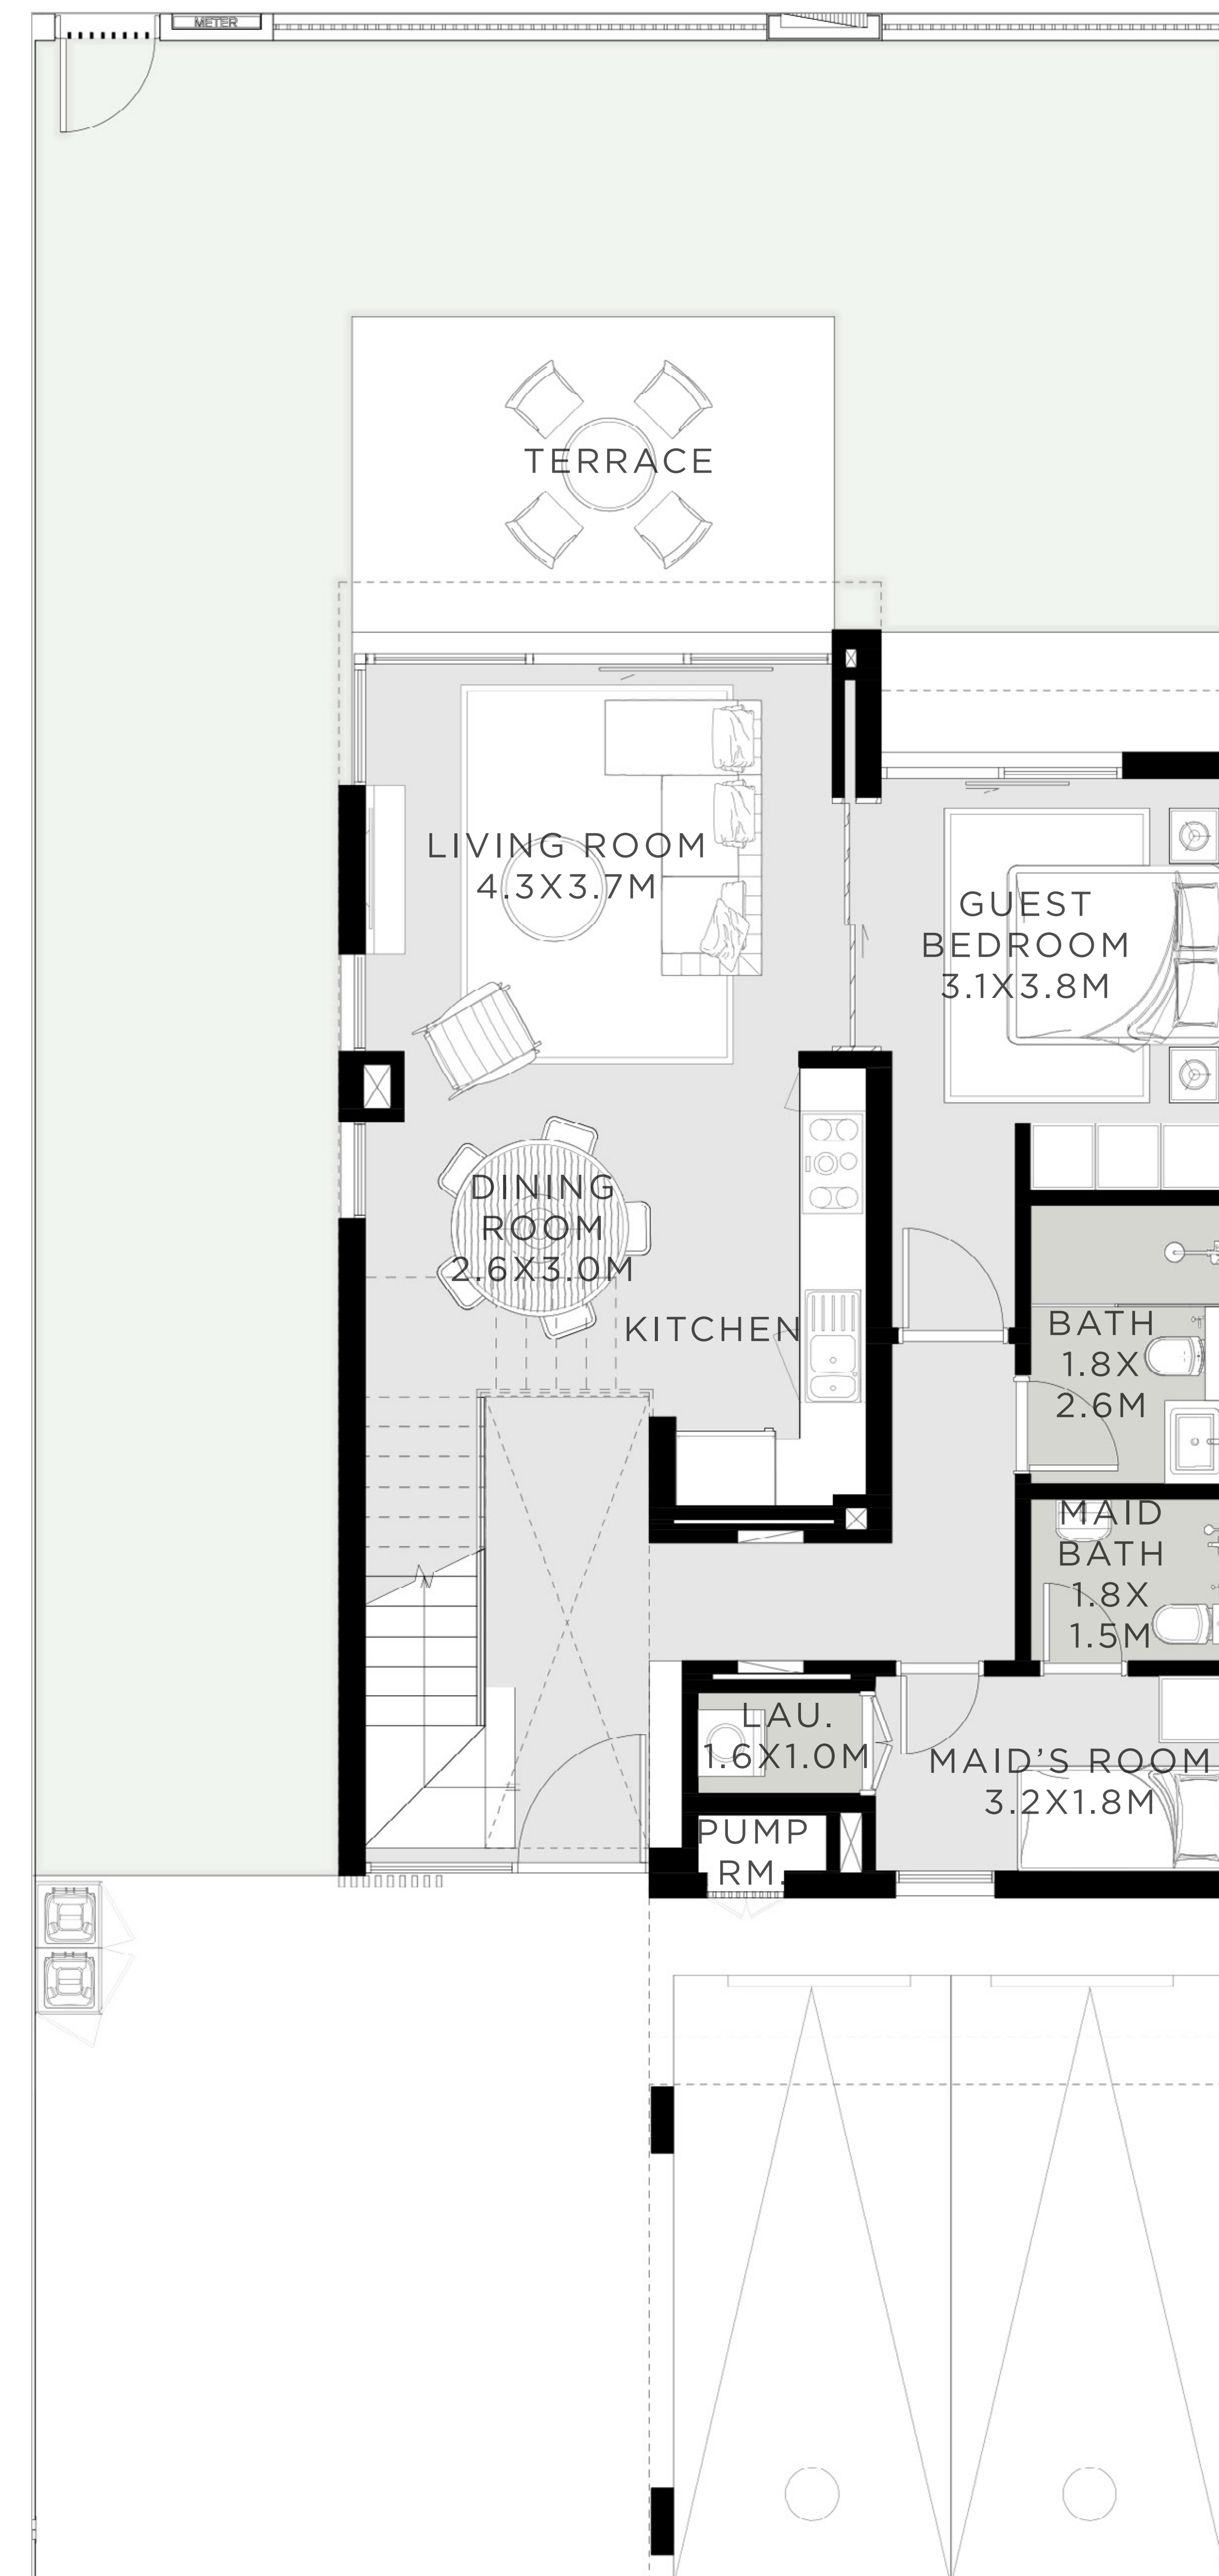 METER
TERRACE
LIVING ROOM
4.3X3.7M
GUEST
BEDROOM
3.1X3.8M
DINING
ROOM
2.6X3.0M
KITCHEN
BATH
1.8X
2.6M
MAID
BATH
1.8X
1.5M
LAU.
1.6X1.0M
MAID'S ROOM
3.2X1.8M
PUMP
RM.